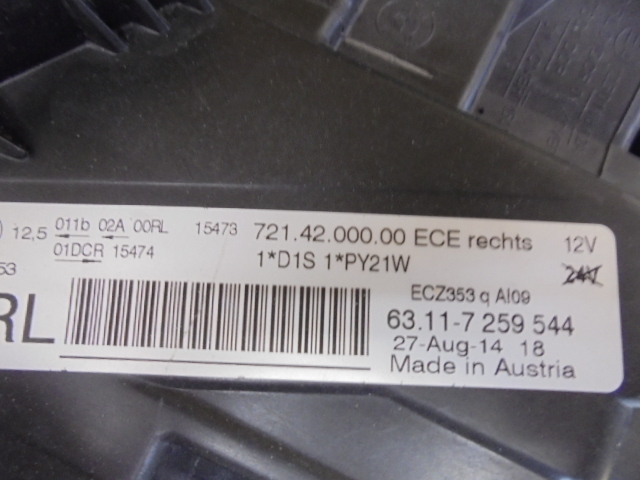 12,5 011b 02A 00RL 15473 721.42.000.00 ECE rechts 12V
01DCR 15474 1*D1S 1*PY21W 24V
53 ECZ353 q AI09
RL 63.11-7 259 544
27-Aug-14 18
Made in Austria